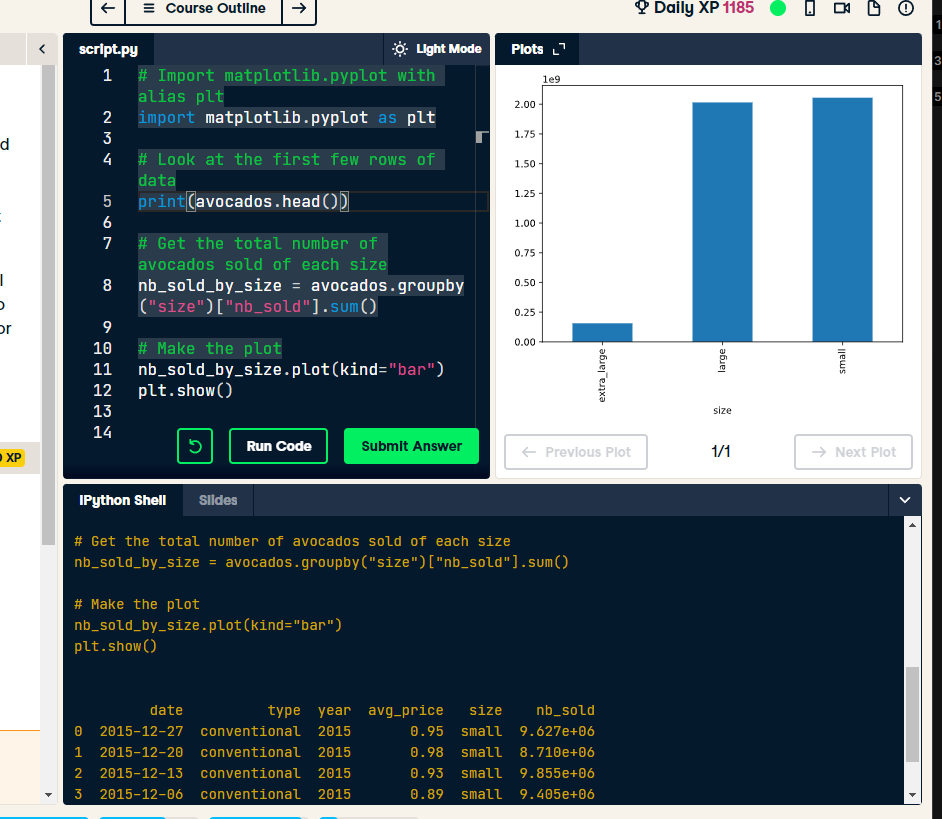 Course Outline
Daily XP 1185
script.py
Light Mode
1 # Import matplotlib.pyplot with
alias plt
2 import matplotlib.pyplot as plt
3
4 # Look at the first few rows of
data
5 print(avocados.head())
6
7 # Get the total number of
avocados sold of each size
8 nb_sold_by_size = avocados.groupby
("size")["nb_sold"].sum()
9
10 # Make the plot
11 nb_sold_by_size.plot(kind="bar")
12 plt.show()
13
14
Run Code
Submit Answer
Plots
1e9
2.00
1.75
1.50
1.25
1.00
0.75
0.50
0.25
0.00
extra_large
large
small
size
Previous Plot
1/1
Next Plot
XP
IPython Shell
Slides
# Get the total number of avocados sold of each size
nb_sold_by_size = avocados.groupby("size")["nb_sold"].sum()
# Make the plot
nb_sold_by_size.plot(kind="bar")
plt.show()
date type year avg_price size nb_sold
0 2015-12-27 conventional 2015 0.95 small 9.627e+06
1 2015-12-20 conventional 2015 0.98 small 8.710e+06
2 2015-12-13 conventional 2015 0.93 small 9.855e+06
3 2015-12-06 conventional 2015 0.89 small 9.405e+06